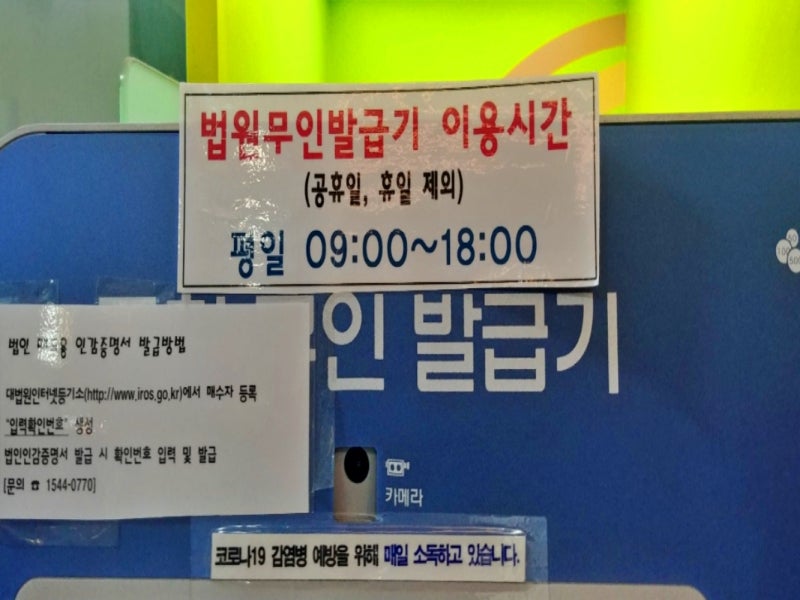 법원무인발급기 이용시간
(공휴일, 휴일 제외)
평일 09:00~18:00
무인 발급기
법인 인감증명서 발급방법
대법원인터넷등기소(http://www.iros.go.kr)에서 매수자 등록
"입력확인번호" 생성
법인인감증명서 발급 시 확인번호 입력 및 발급
[문의 ☎ 1544-0770]
카메라
코로나19 감염병 예방을 위해 매일 소독하고 있습니다.